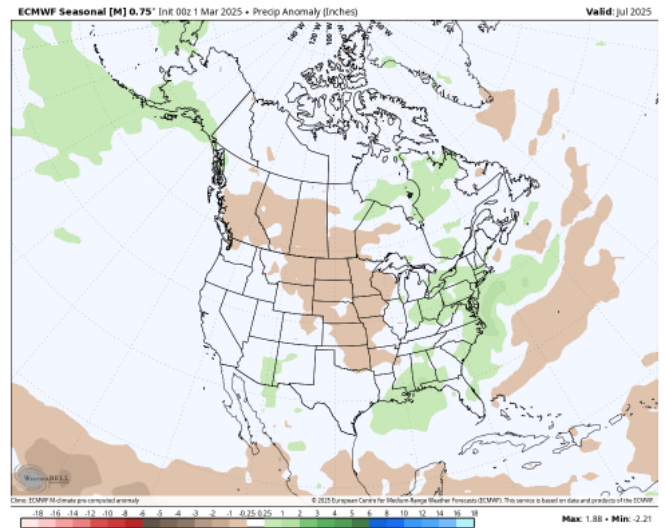 ECMWF Seasonal [M] 0.75° Init 00z 1 Mar 2025 • Precip Anomaly (Inches) Valid: Jul 2025
WEATHERBELL
Clime: ECMWF M-climate pre-computed anomaly © 2025 European Centre for Medium-Range Weather Forecasts (ECMWF). This service is based on data and products of the ECMWF.
-18 -16 -14 -12 -10 -8 -6 -5 -4 -3 -2 -1 -0.25 0.25 1 2 3 4 5 6 8 10 12 14 16 18 Max: 1.88 • Min: -2.21